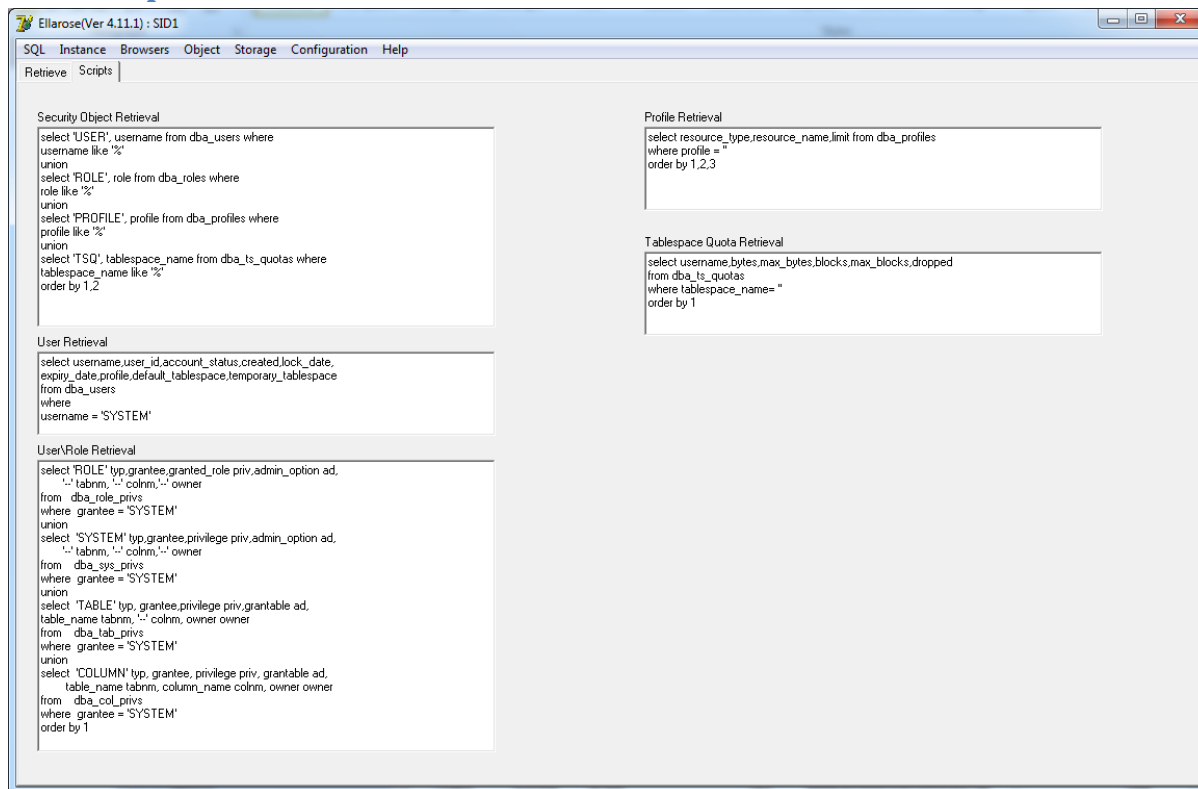 Ellarose(Ver 4.11.1) : SID1
SQL Instance Browsers Object Storage Configuration Help
Retrieve Scripts
Security Object Retrieval
select 'USER', username from dba_users where
username like '%'
union
select 'ROLE', role from dba_roles where
role like '%'
union
select 'PROFILE', profile from dba_profiles where
profile like '%'
union
select 'TSQ', tablespace_name from dba_ts_quotas where
tablespace_name like '%'
order by 1,2
User Retrieval
select username,user_id,account_status,created,lock_date,
expiry_date,profile,default_tablespace,temporary_tablespace
from dba_users
where
username = 'SYSTEM'
User\Role Retrieval
select 'ROLE' typ,grantee,granted_role priv,admin_option ad,
'--' tabnm, '--' colnm,'--' owner
from dba_role_privs
where grantee = 'SYSTEM'
union
select 'SYSTEM' typ,grantee,privilege priv,admin_option ad,
'--' tabnm, '--' colnm,'--' owner
from dba_sys_privs
where grantee = 'SYSTEM'
union
select 'TABLE' typ, grantee,privilege priv,grantable ad,
table_name tabnm, '--' colnm, owner owner
from dba_tab_privs
where grantee = 'SYSTEM'
union
select 'COLUMN' typ, grantee, privilege priv, grantable ad,
table_name tabnm, column_name colnm, owner owner
from dba_col_privs
where grantee = 'SYSTEM'
order by 1
Profile Retrieval
select resource_type,resource_name,limit from dba_profiles
where profile = ''
order by 1,2,3
Tablespace Quota Retrieval
select username,bytes,max_bytes,blocks,max_blocks,dropped
from dba_ts_quotas
where tablespace_name= ''
order by 1